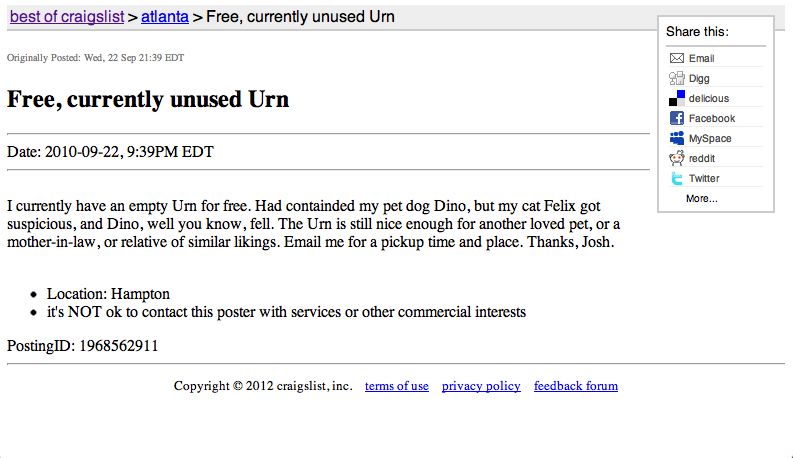 best of craigslist > atlanta > Free, currently unused Urn
Share this:
Email
Digg
delicious
Facebook
MySpace
reddit
Twitter
More...
Originally Posted: Wed, 22 Sep 21:39 EDT
Free, currently unused Urn
Date: 2010-09-22, 9:39PM EDT
I currently have an empty Urn for free. Had containded my pet dog Dino, but my cat Felix got
suspicious, and Dino, well you know, fell. The Urn is still nice enough for another loved pet, or a
mother-in-law, or relative of similar likings. Email me for a pickup time and place. Thanks, Josh.
• Location: Hampton
• it's NOT ok to contact this poster with services or other commercial interests
PostingID: 1968562911
Copyright © 2012 craigslist, inc. terms of use privacy policy feedback forum